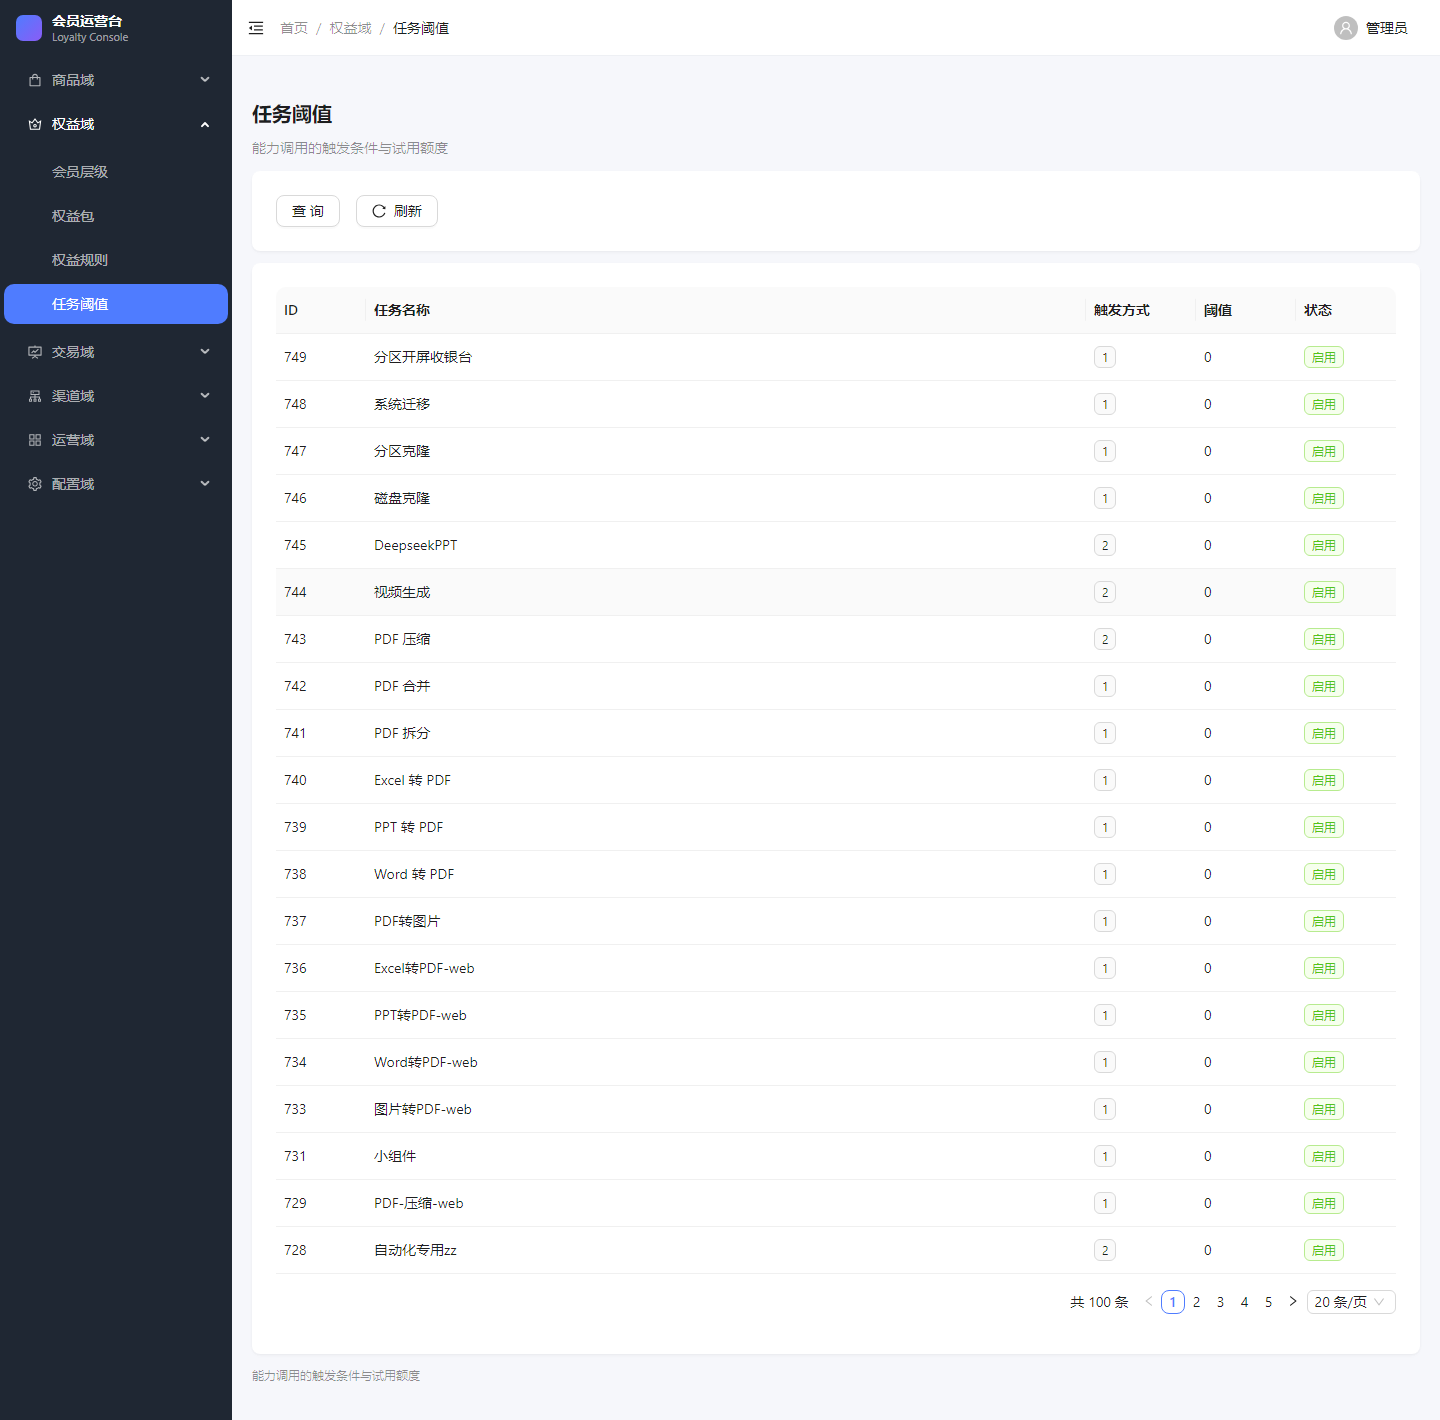 会员运营台
Loyalty Console
商品域
权益域
会员层级
权益包
权益规则
任务阈值
交易域
渠道域
运营域
配置域
首页 / 权益域 / 任务阈值
管理员
任务阈值
能力调用的触发条件与试用额度
查 询
刷新
ID 任务名称 触发方式 阈值 状态
749 分区开屏收银台 1 0 启用
748 系统迁移 1 0 启用
747 分区克隆 1 0 启用
746 磁盘克隆 1 0 启用
745 DeepseekPPT 2 0 启用
744 视频生成 2 0 启用
743 PDF 压缩 2 0 启用
742 PDF 合并 1 0 启用
741 PDF 拆分 1 0 启用
740 Excel 转 PDF 1 0 启用
739 PPT 转 PDF 1 0 启用
738 Word 转 PDF 1 0 启用
737 PDF转图片 1 0 启用
736 Excel转PDF-web 1 0 启用
735 PPT转PDF-web 1 0 启用
734 Word转PDF-web 1 0 启用
733 图片转PDF-web 1 0 启用
731 小组件 1 0 启用
729 PDF-压缩-web 1 0 启用
728 自动化专用zz 2 0 启用
共 100 条 < 1 2 3 4 5 > 20 条/页
能力调用的触发条件与试用额度